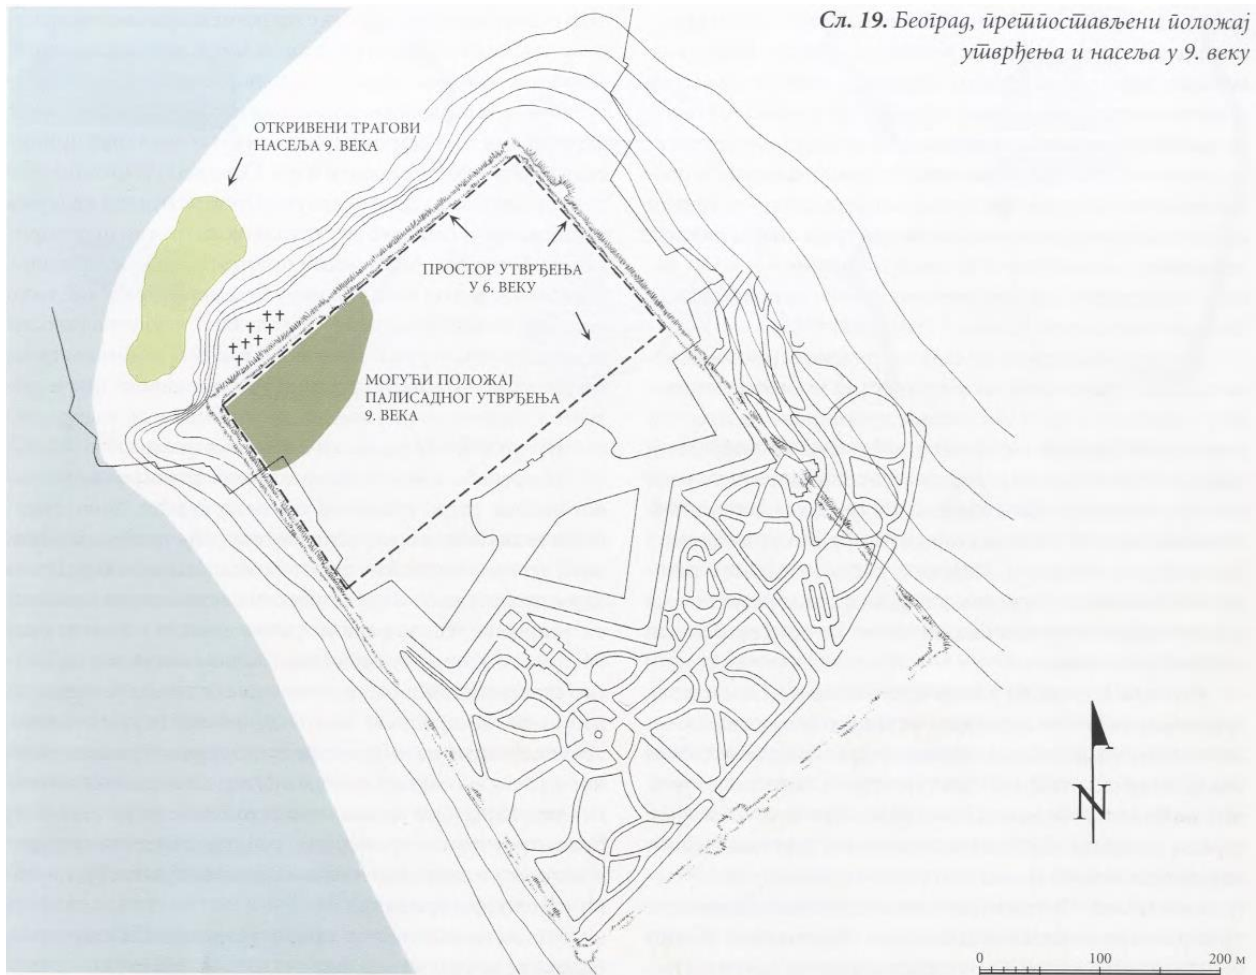 Сл. 19. Београд, претпостављени положај
утврђења и насеља у 9. веку
ОТКРИВЕНИ ТРАГОВИ
НАСЕЉА 9. ВЕКА
ПРОСТОР УТВРЂЕЊА
У 6. ВЕКУ
МОГУЋИ ПОЛОЖАЈ
ПАЛИСАДНОГ УТВРЂЕЊА
9. ВЕКА
N
0 100 200 м